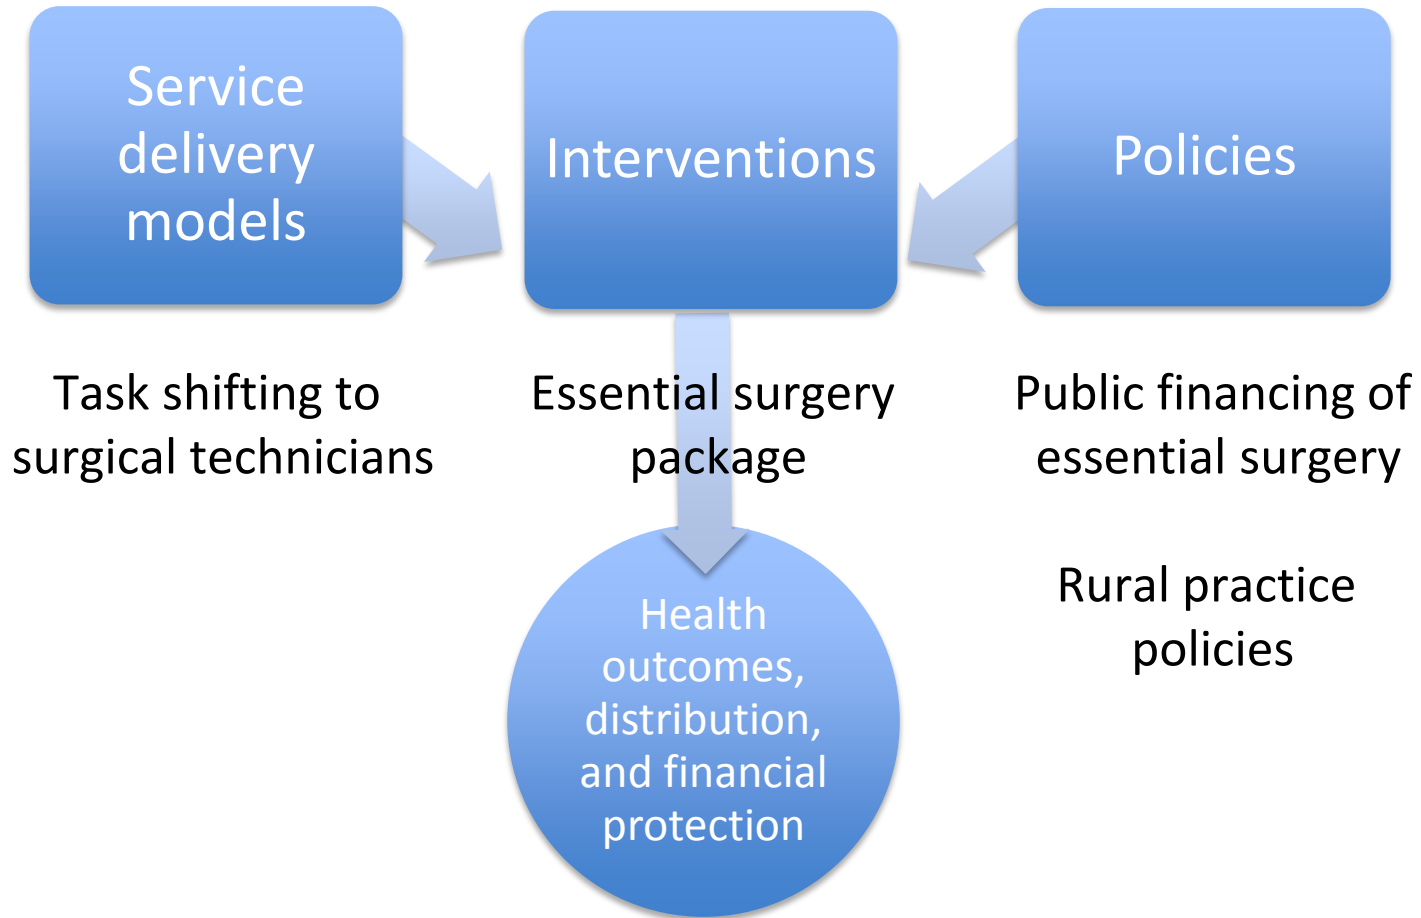 Service
delivery
models
Interventions
Policies
Task shifting to
surgical technicians
Essential surgery
package
Public financing of
essential surgery
Rural practice
policies
Health
outcomes,
distribution,
and financial
protection